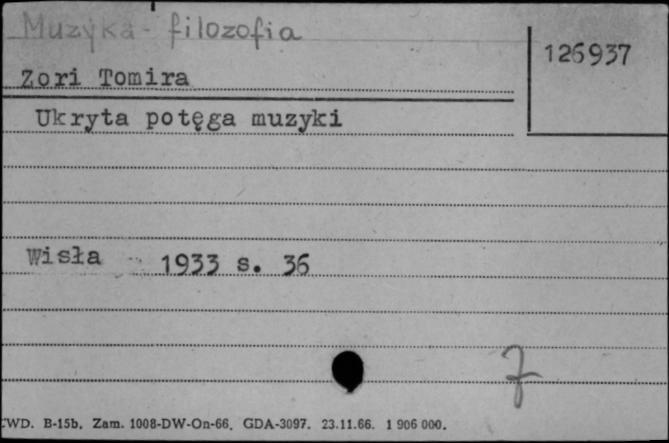 Muzyka - filozofia
126937
Zori Tomira
Ukryta potęga muzyki
Wisła 1933 s. 36
WD. B-15b. Zam. 1008-DW-On-66. GDA-3097. 23.11.66. 1 906 000.